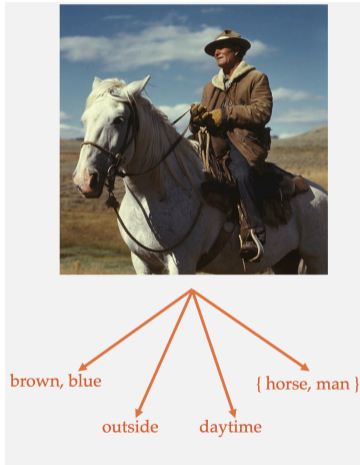 brown, blue
{ horse, man }
outside
daytime